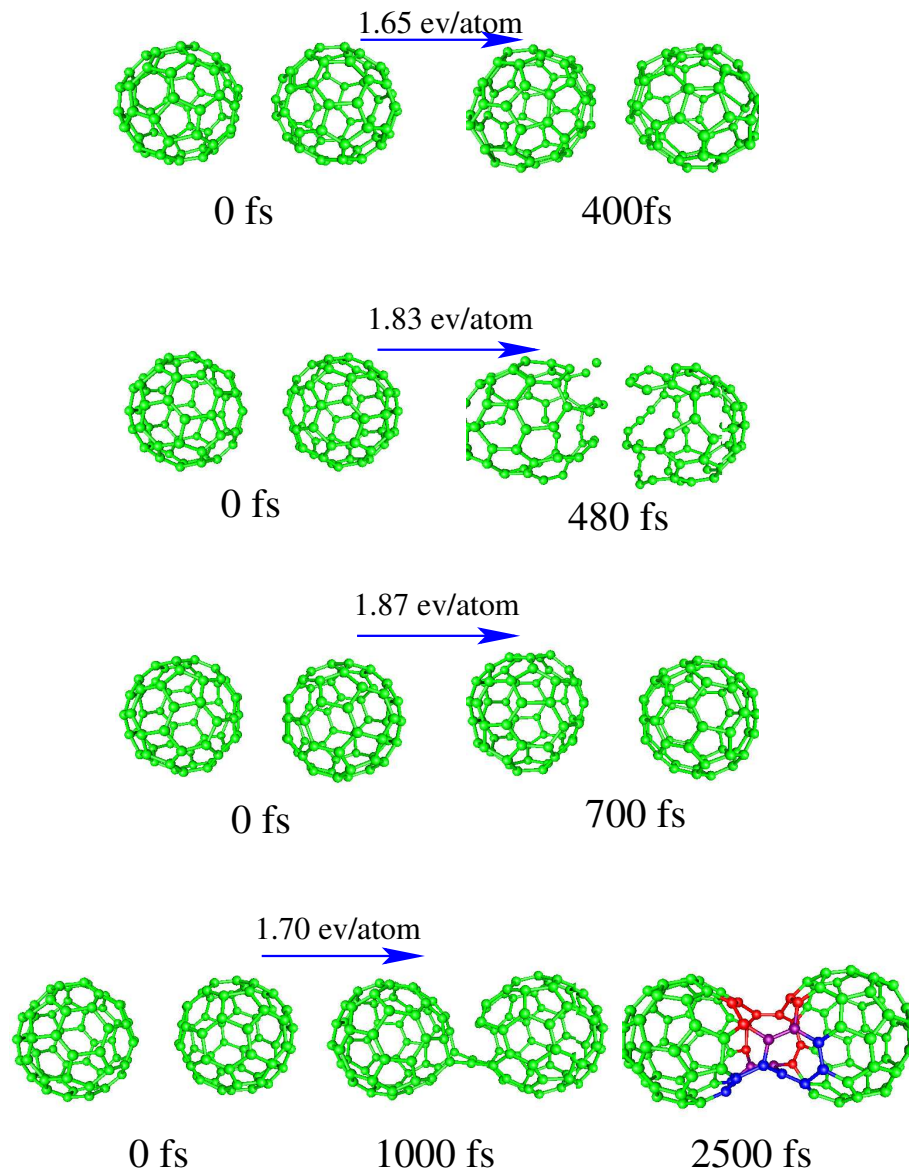 1.65 ev/atom
0 fs
400fs
1.83 ev/atom
0 fs
480 fs
1.87 ev/atom
0 fs
700 fs
1.70 ev/atom
0 fs
1000 fs
2500 fs